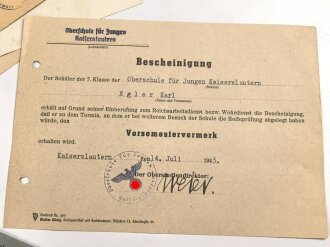 Oberschule für Jungen
Kaiserslautern
Bescheinigung
Der Schüler der 7. Klasse der Oberschule für Jungen Kaiserslautern
Egler Karl
(Name und Vorname)
erhält auf Grund seiner Einberufung zum Reichsarbeitsdienst bezw. Wehrdienst die Bescheinigung,
daß er zu dem Termin, an dem er bei weiterem Besuch der Schule die Reifeprüfung abgelegt haben
würde, den
Vorsemestervermerk
erhalten wird.
Kaiserslautern, den 14. Juli 1943.
Der Oberstudiendirektor: